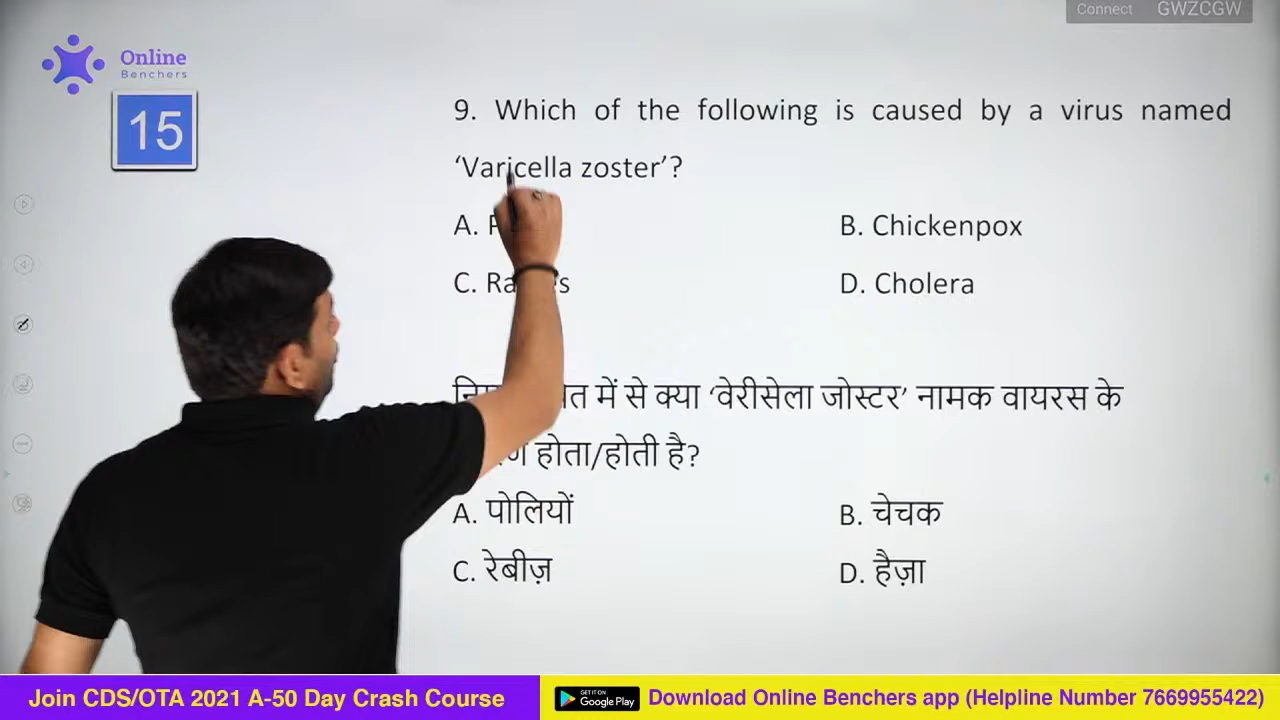 Connect GWZCGW
Online
Benchers
15
9. Which of the following is caused by a virus named
‘Varicella zoster’?
A.
B. Chickenpox
C.
D. Cholera
में से क्या ‘वेरीसेला जोस्टर’ नामक वायरस के
होता/होती है?
A. पोलियों
B. चेचक
C. रेबीज़
D. हैज़ा
Join CDS/OTA 2021 A-50 Day Crash Course
GET IT ON
Google Play
Download Online Benchers app (Helpline Number 7669955422)